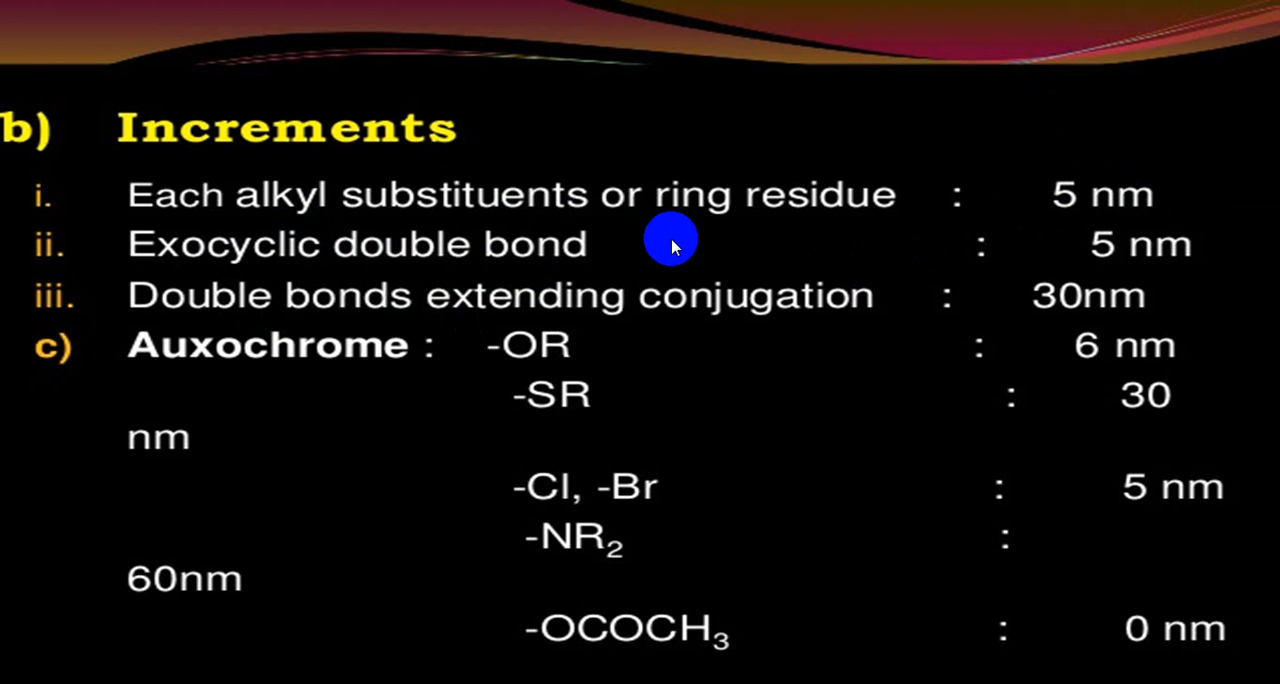 b) Increments
i. Each alkyl substituents or ring residue : 5 nm
ii. Exocyclic double bond : 5 nm
iii. Double bonds extending conjugation : 30nm
c) Auxochrome : -OR : 6 nm
-SR : 30
nm
-Cl, -Br : 5 nm
-NR₂ :
60nm
-OCOCH₃ : 0 nm